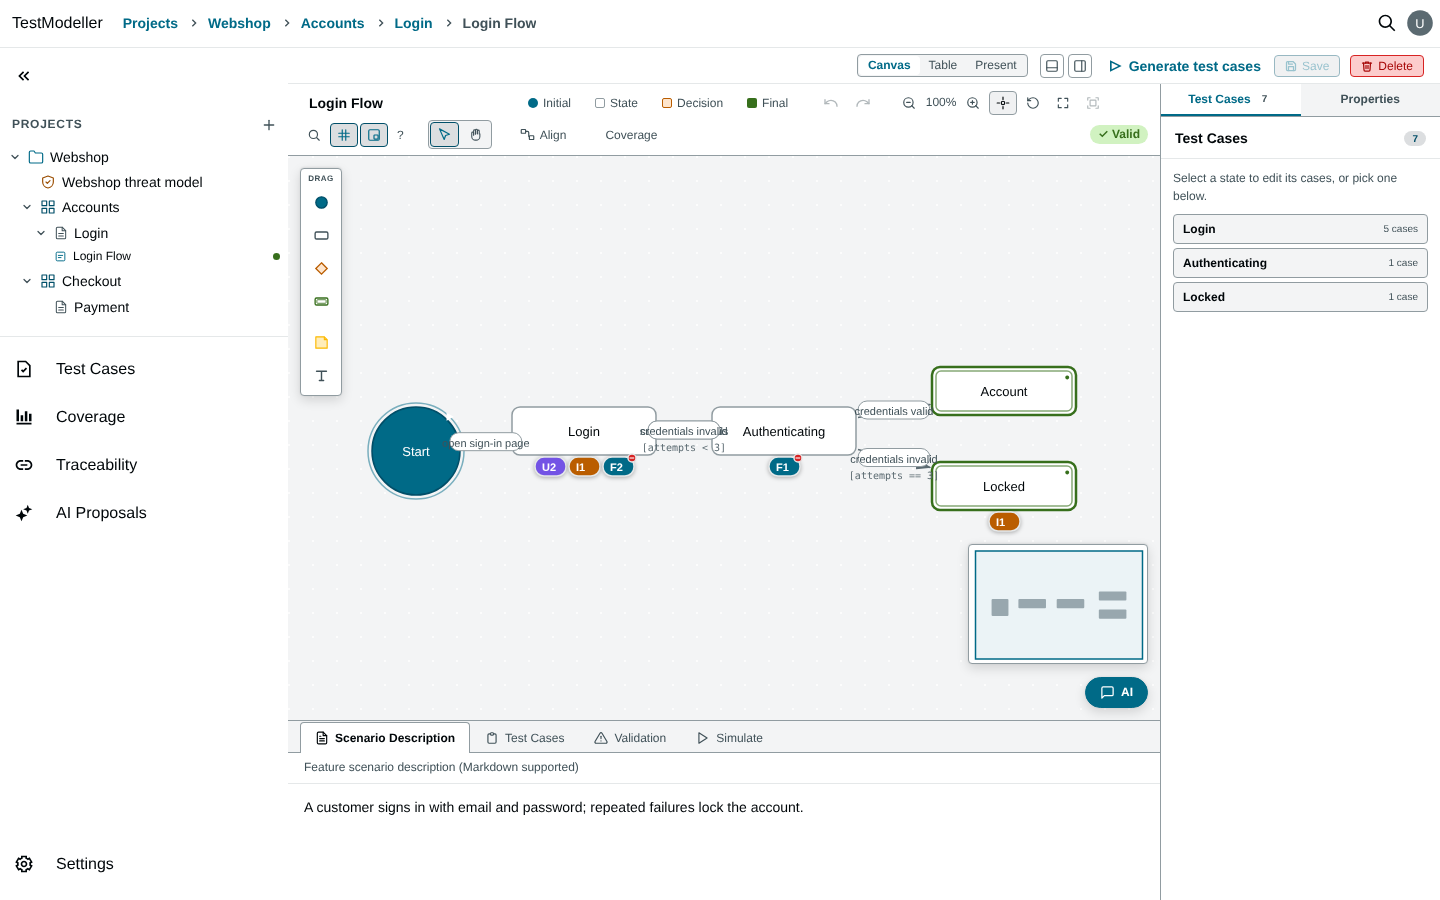 TestModeller
Projects
Webshop
Accounts
Login
Login Flow
U
Canvas
Table
Present
Generate test cases
Save
Delete
PROJECTS
Webshop
Webshop threat model
Accounts
Login
Login Flow
Checkout
Payment
Test Cases
Coverage
Traceability
AI Proposals
Settings
Login Flow
Initial
State
Decision
Final
100%
?
Align
Coverage
Valid
DRAG
Start
pen sign-in page
Login
U2
I1
F2
credentials invalid
[attempts < 3]
Authenticating
F1
credentials valid
Account
credentials invalid
[attempts == 3]
Locked
I1
AI
Scenario Description
Test Cases
Validation
Simulate
Feature scenario description (Markdown supported)
A customer signs in with email and password; repeated failures lock the account.
Test Cases 7
Properties
Test Cases
7
Select a state to edit its cases, or pick one
below.
Login
5 cases
Authenticating
1 case
Locked
1 case